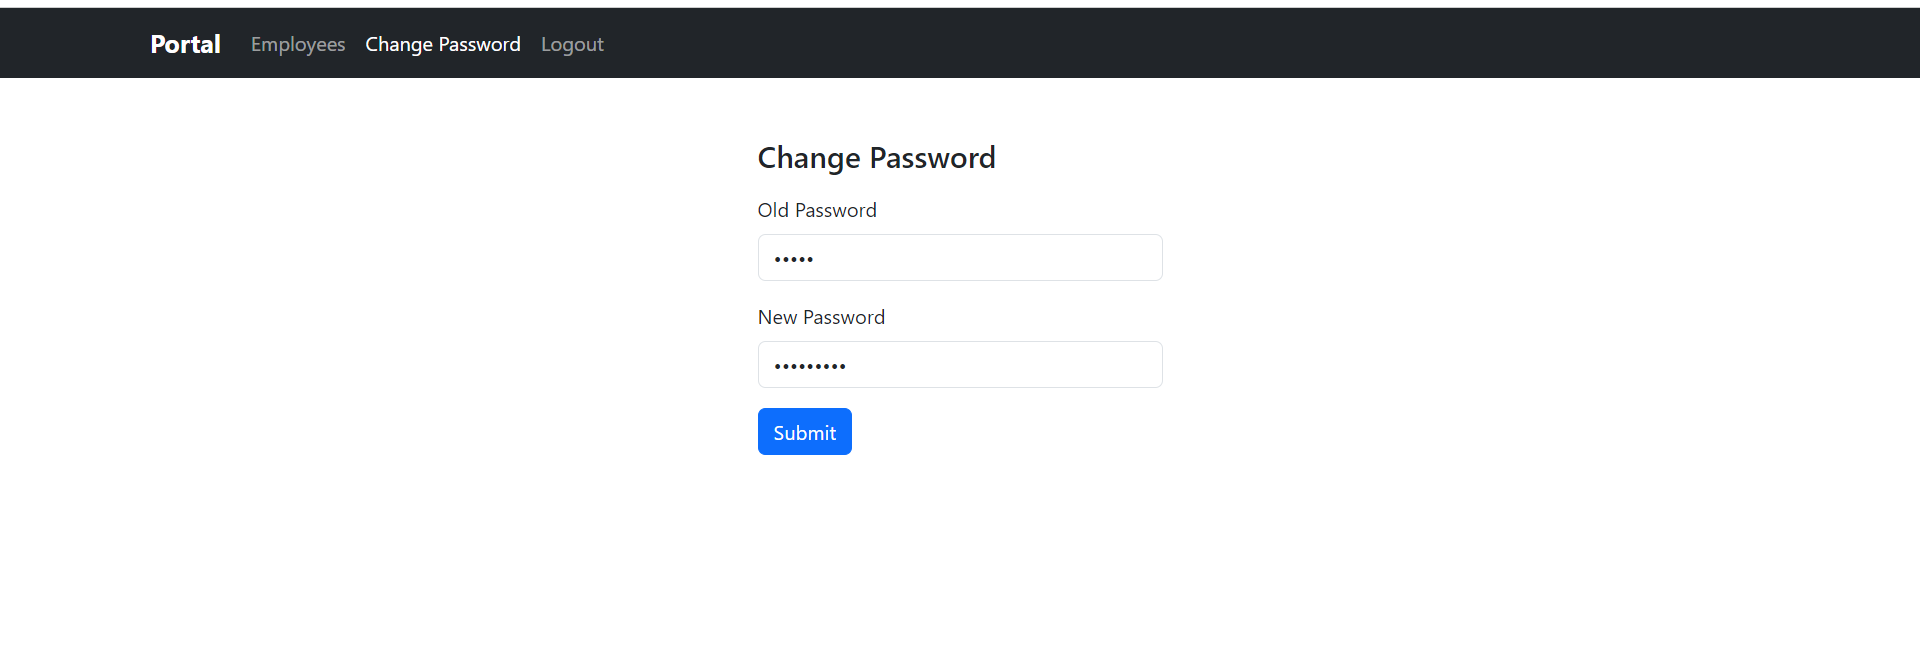 Portal Employees Change Password Logout
Change Password
Old Password
•••••
New Password
•••••••••
Submit